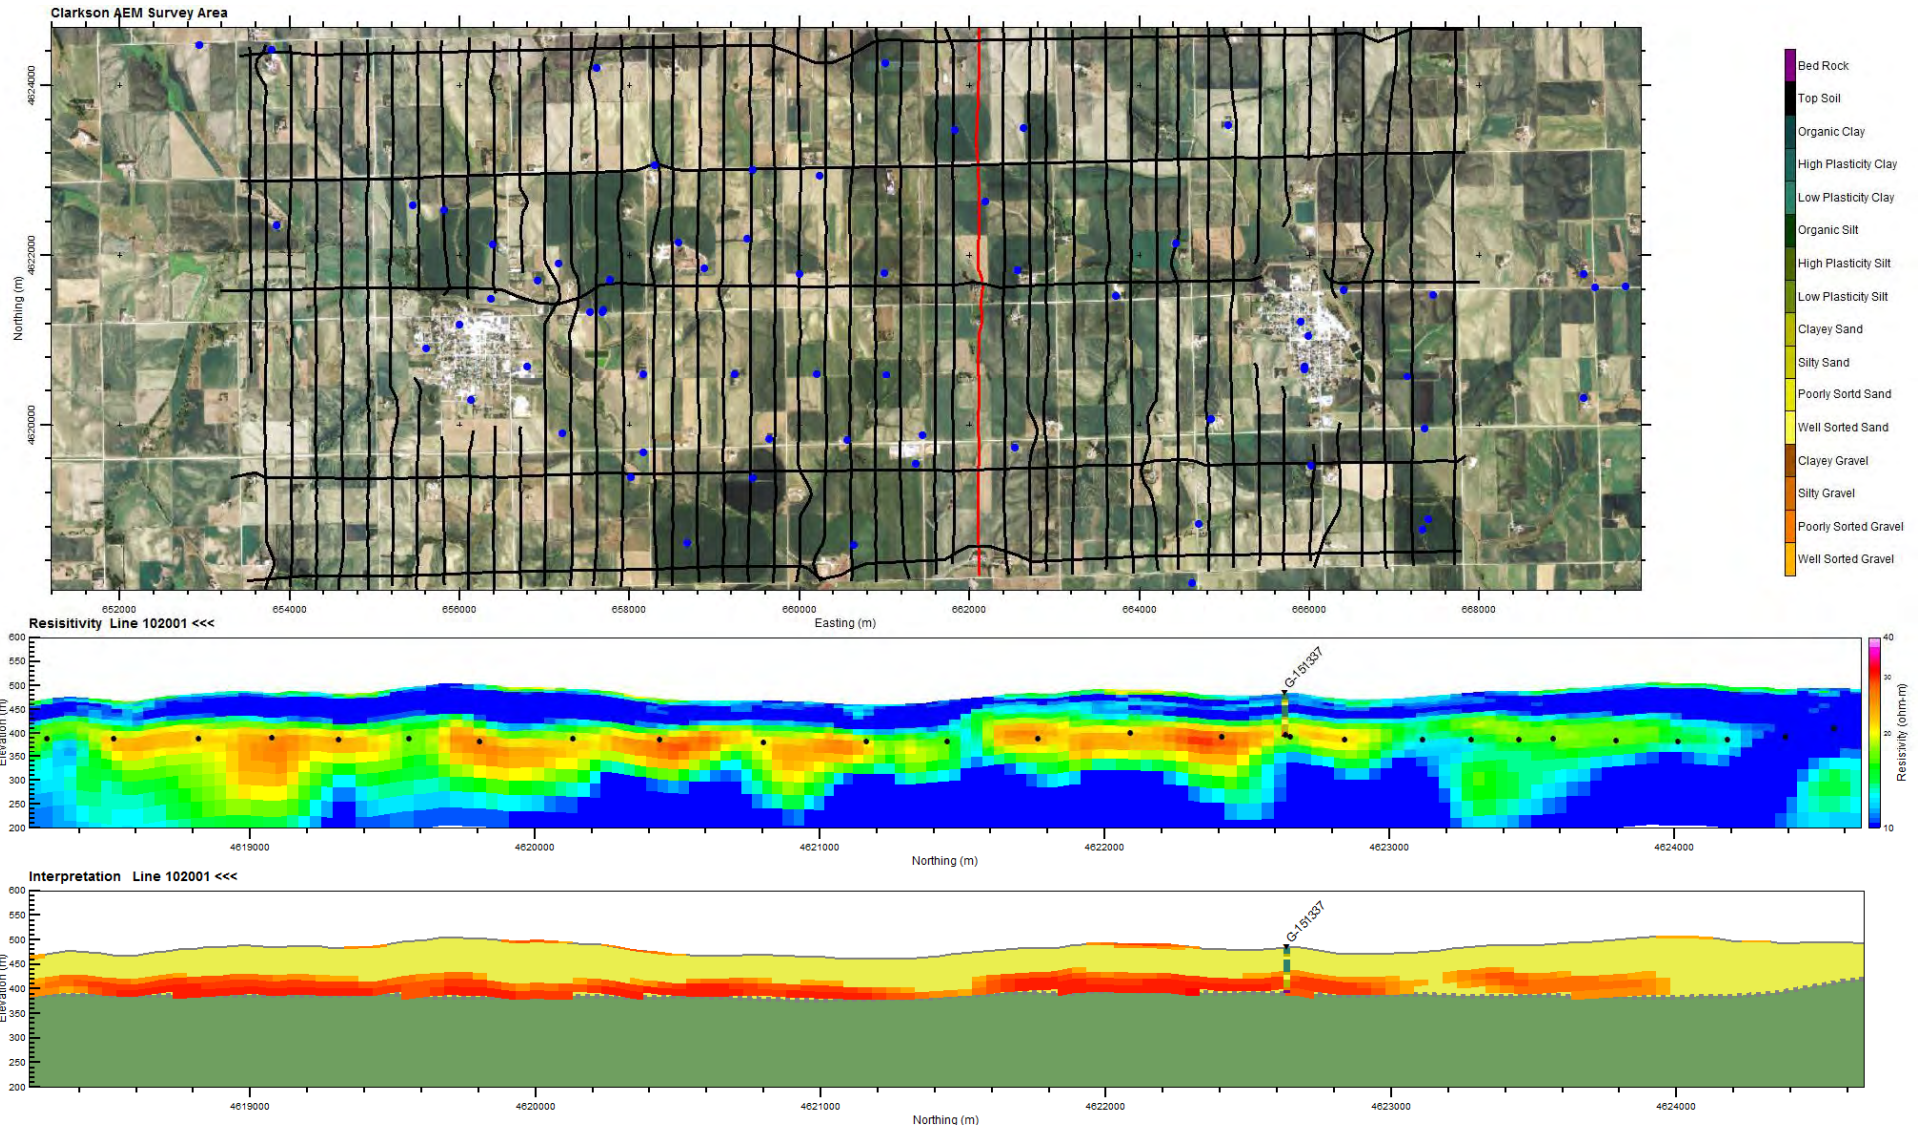 Clarkson AEM Survey Area
4624000
4622000
4620000
Northing (m)
652000 654000 656000 658000 660000 662000 664000 666000 668000
Easting (m)
Bed Rock
Top Soil
Organic Clay
High Plasticity Clay
Low Plasticity Clay
Organic Silt
High Plasticity Silt
Low Plasticity Silt
Clayey Sand
Silty Sand
Poorly Sortd Sand
Well Sorted Sand
Clayey Gravel
Silty Gravel
Poorly Sorted Gravel
Well Sorted Gravel
Resisitivity Line 102001 <<<
600
550
500
450
400
350
300
250
200
Elevation (m)
G-151337
4619000 4620000 4621000 4622000 4623000 4624000
Northing (m)
40
30
20
10
Resistivity (ohm-m)
Interpretation Line 102001 <<<
600
550
500
450
400
350
300
250
200
Elevation (m)
G-151337
4619000 4620000 4621000 4622000 4623000 4624000
Northing (m)